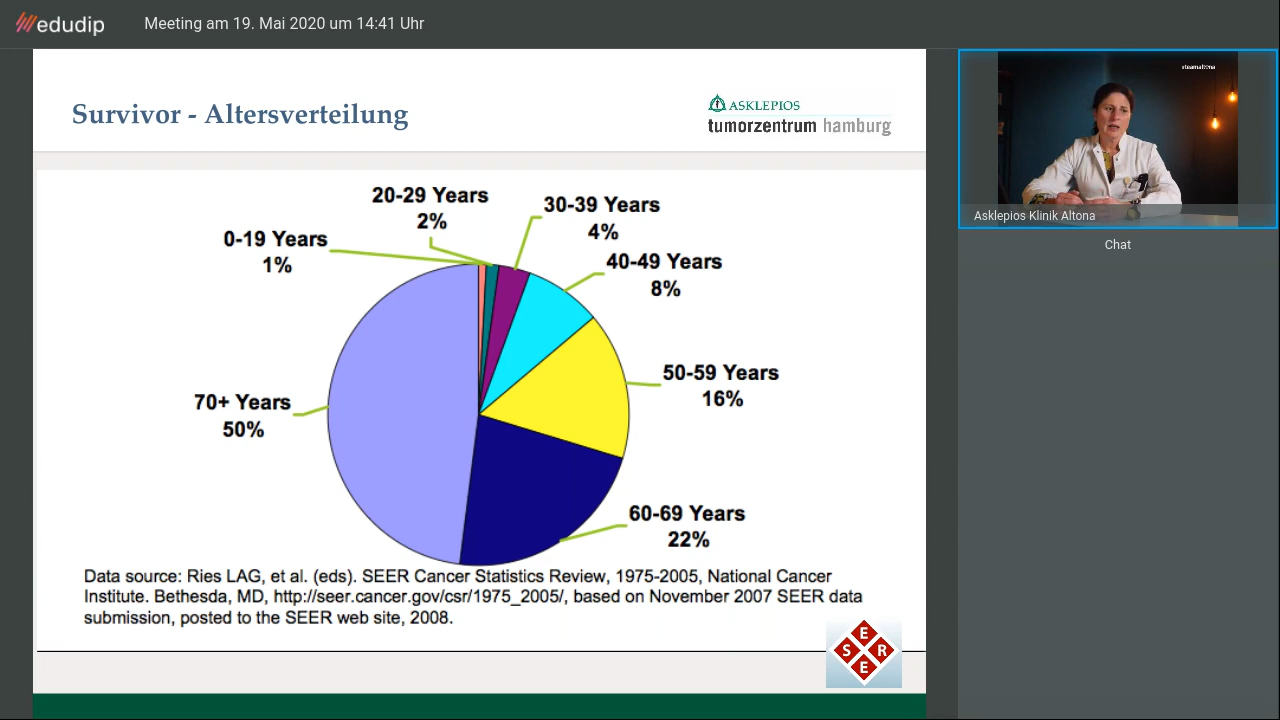 edudip
Meeting am 19. Mai 2020 um 14:41 Uhr
Survivor - Altersverteilung
ASKLEPIOS
tumorzentrum hamburg
20-29 Years
2%
30-39 Years
4%
0-19 Years
1%
40-49 Years
8%
50-59 Years
16%
70+ Years
50%
60-69 Years
22%
Data source: Ries LAG, et al. (eds). SEER Cancer Statistics Review, 1975-2005, National Cancer
Institute. Bethesda, MD, http://seer.cancer.gov/csr/1975_2005/, based on November 2007 SEER data
submission, posted to the SEER web site, 2008.
E
S R
E
#teamaltona
Asklepios Klinik Altona
Chat